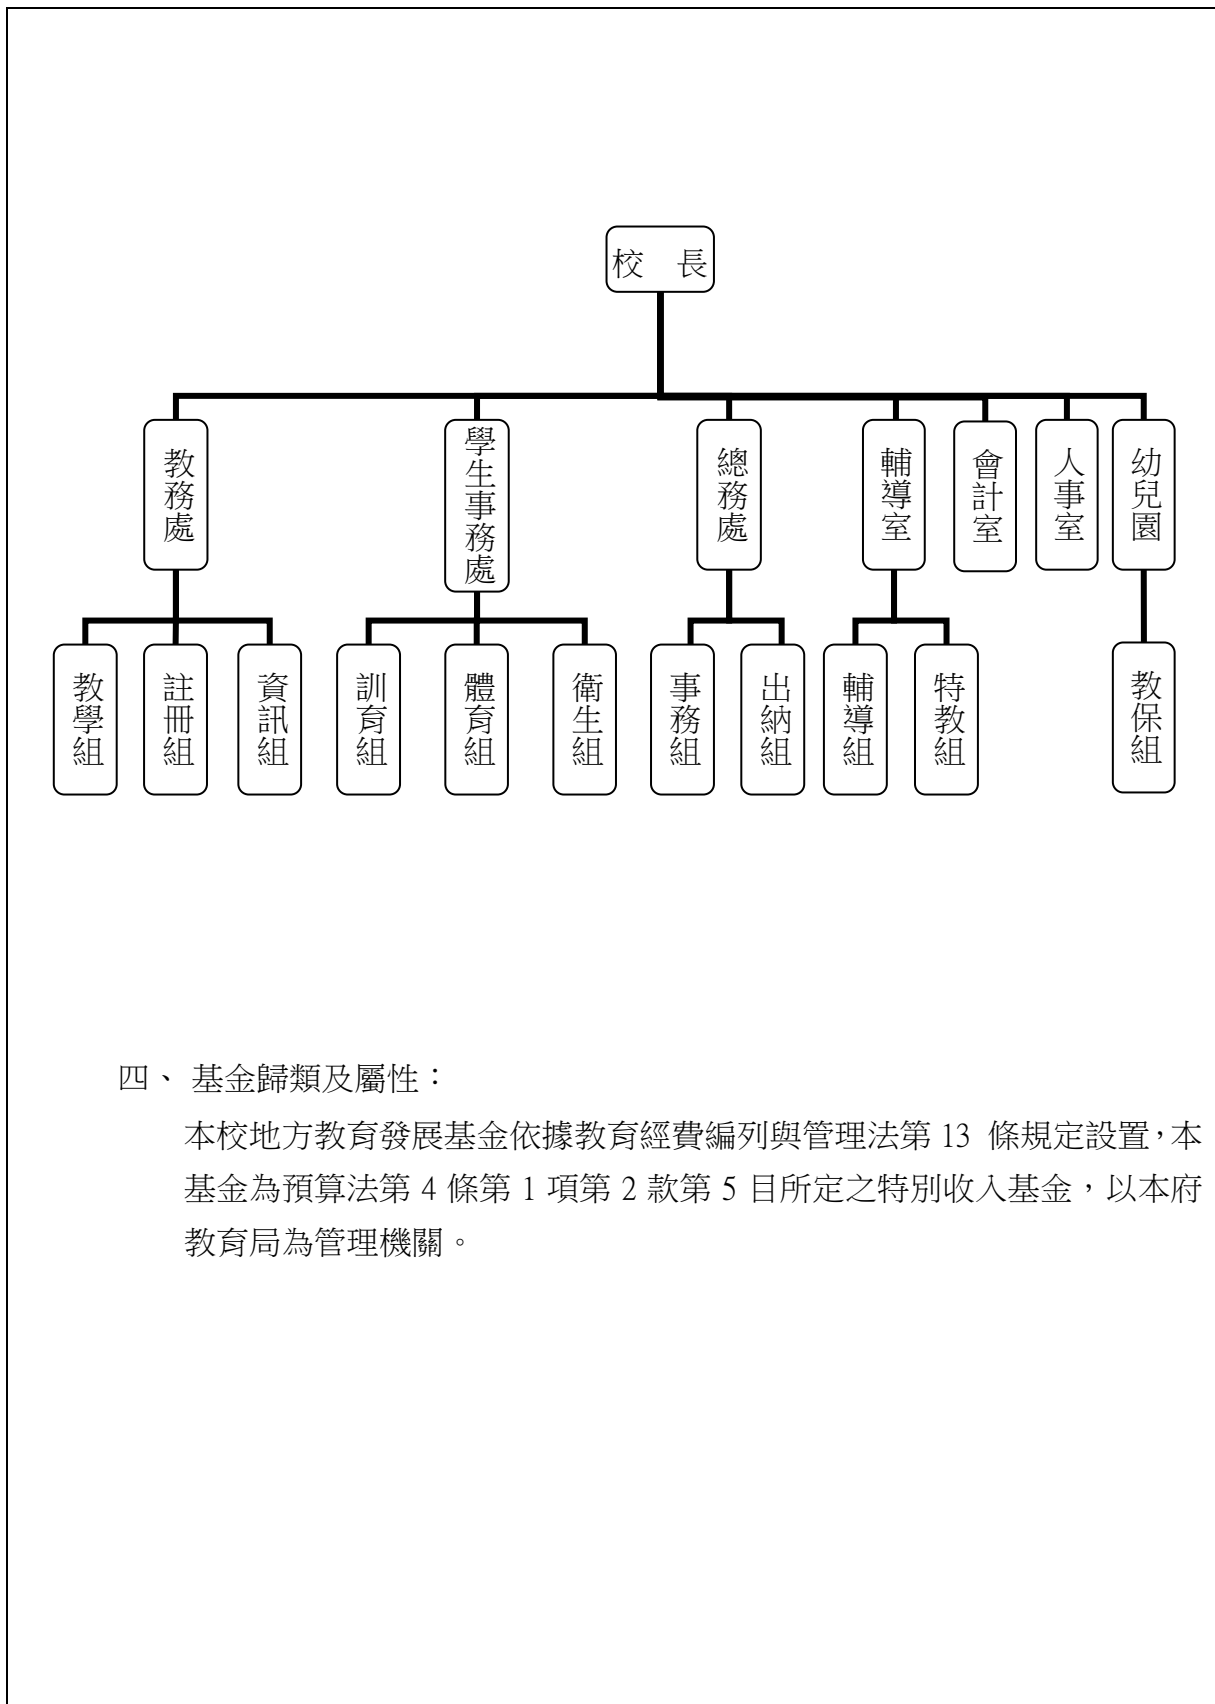 校　長
教務處
學生事務處
總務處
輔導室
會計室
人事室
幼兒園
教學組
註冊組
資訊組
訓育組
體育組
衛生組
事務組
出納組
輔導組
特教組
教保組
四、 基金歸類及屬性：
本校地方教育發展基金依據教育經費編列與管理法第 13 條規定設置，本
基金為預算法第 4 條第 1 項第 2 款第 5 目所定之特別收入基金，以本府
教育局為管理機關。